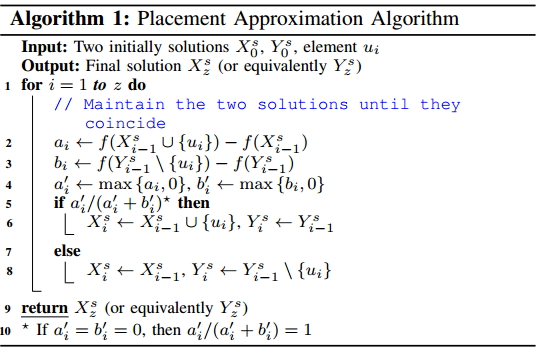 Algorithm 1: Placement Approximation Algorithm
Input: Two initially solutions $X_0^s$, $Y_0^s$, element $u_i$
Output: Final solution $X_z^s$ (or equivalently $Y_z^s$)
1 for $i = 1$ to $z$ do
// Maintain the two solutions until they
coincide
2 $a_i \leftarrow f(X_{i-1}^s \cup \{u_i\}) - f(X_{i-1}^s)$
3 $b_i \leftarrow f(Y_{i-1}^s \setminus \{u_i\}) - f(Y_{i-1}^s)$
4 $a_i' \leftarrow \max\{a_i, 0\}$, $b_i' \leftarrow \max\{b_i, 0\}$
5 if $a_i'/(a_i' + b_i')^\star$ then
6 $X_i^s \leftarrow X_{i-1}^s \cup \{u_i\}$, $Y_i^s \leftarrow Y_{i-1}^s$
7 else
8 $X_i^s \leftarrow X_{i-1}^s$, $Y_i^s \leftarrow Y_{i-1}^s \setminus \{u_i\}$
9 return $X_z^s$ (or equivalently $Y_z^s$)
10 $^\star$ If $a_i' = b_i' = 0$, then $a_i'/(a_i' + b_i') = 1$